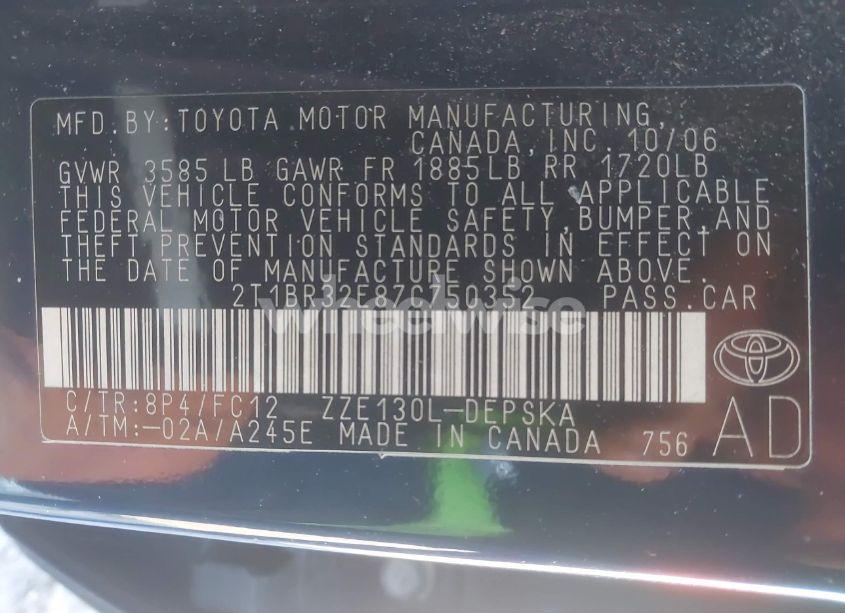 MFD.BY:TOYOTA MOTOR MANUFACTURING,
CANADA,INC. 10/06
GVWR 3585 LB GAWR FR 1885LB RR 1720LB
THIS VEHICLE CONFORMS TO ALL APPLICABLE
FEDERAL MOTOR VEHICLE SAFETY,BUMPER,AND
THEFT PREVENTION STANDARDS IN EFFECT ON
THE DATE OF MANUFACTURE SHOWN ABOVE.
2T1BR32E87C750352 PASS.CAR
wheelwise
C/TR:8P4/FC12 ZZE130L-DEPSKA
A/TM:-02A/A245E MADE IN CANADA 756 AD